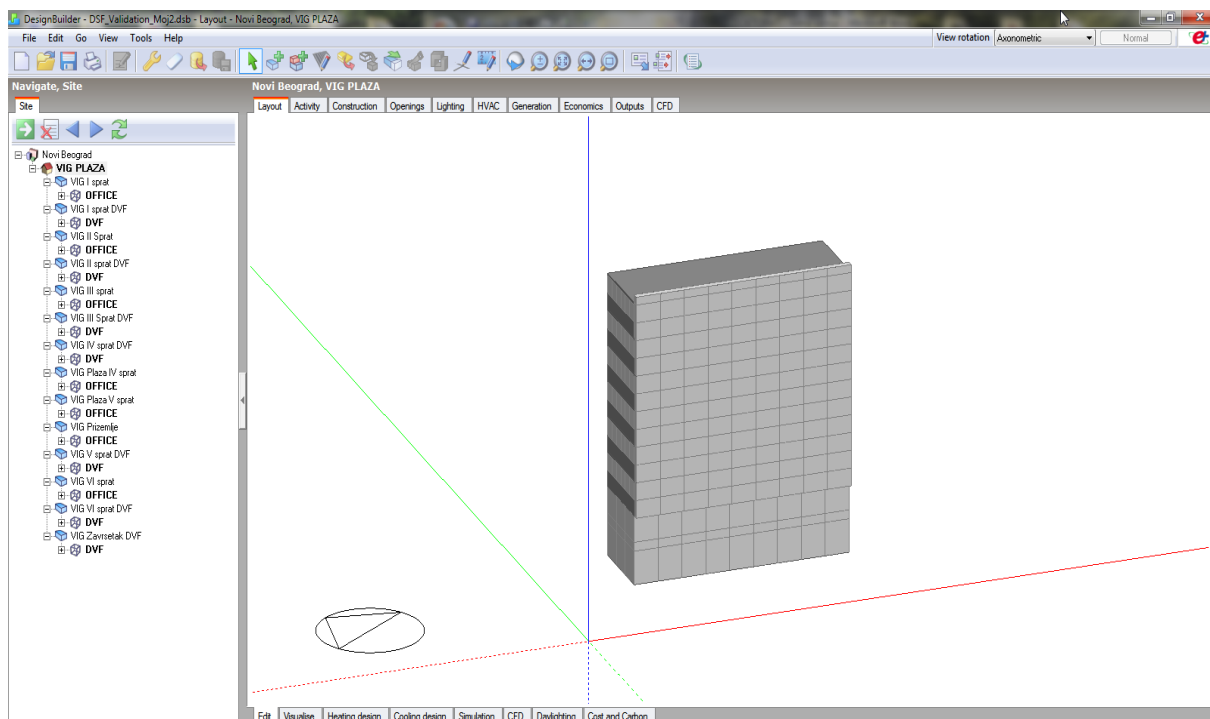 DesignBuilder - DSF_Validation_Moj2.dsb - Layout - Novi Beograd, VIG PLAZA
File Edit Go View Tools Help
View rotation Axonometric Normal
Navigate, Site
Novi Beograd, VIG PLAZA
Site
Layout Activity Construction Openings Lighting HVAC Generation Economics Outputs CFD
Novi Beograd
VIG PLAZA
VIG I sprat
OFFICE
VIG I sprat DVF
DVF
VIG II Sprat
OFFICE
VIG II sprat DVF
DVF
VIG III sprat
OFFICE
VIG III Sprat DVF
DVF
VIG IV sprat DVF
DVF
VIG Plaza IV sprat
OFFICE
VIG Plaza V sprat
OFFICE
VIG Prizemlje
OFFICE
VIG V sprat DVF
DVF
VIG VI sprat
OFFICE
VIG VI sprat DVF
DVF
VIG Zavrsetak DVF
DVF
Edit Visualise Heating design Cooling design Simulation CFD Daylighting Cost and Carbon